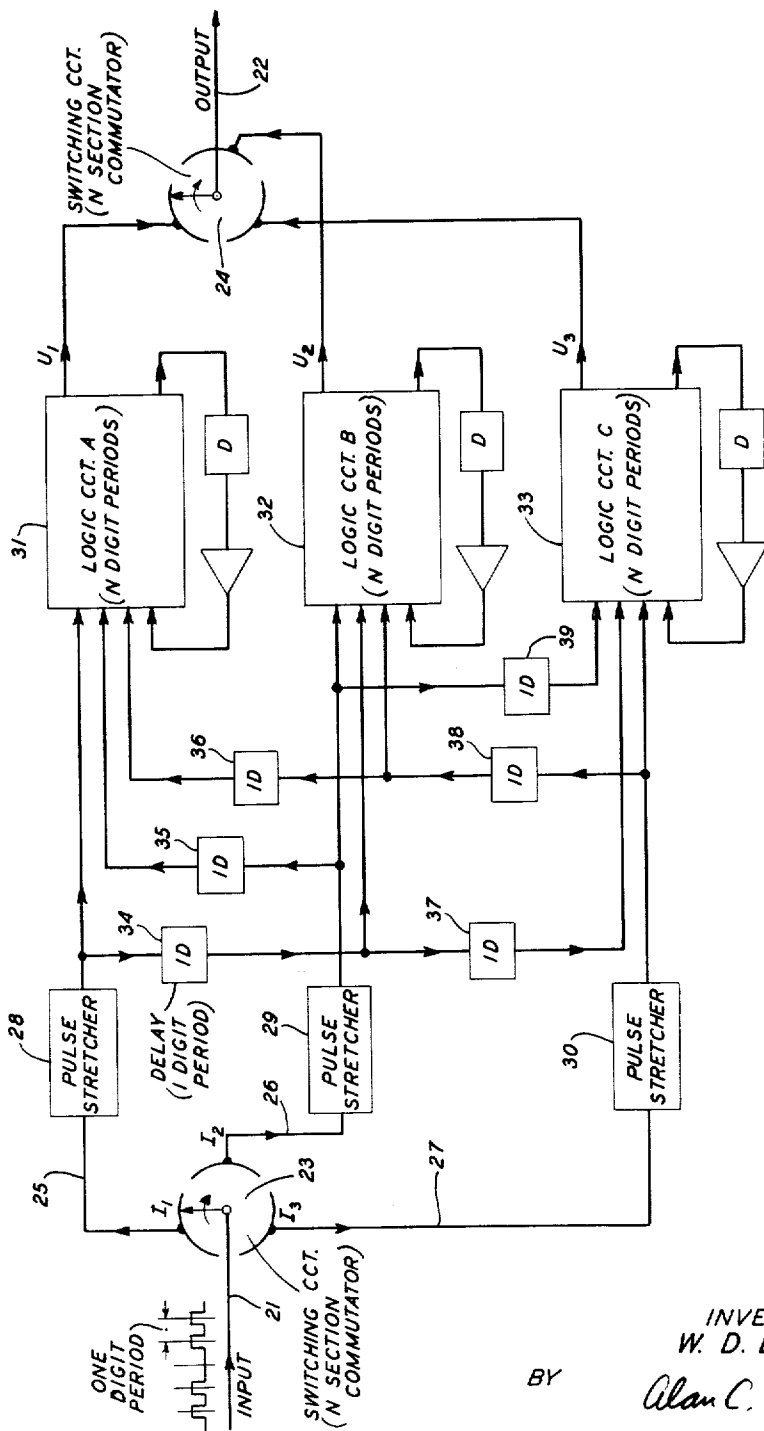 ONE
DIGIT
PERIOD
INPUT
21
SWITCHING CCT.
(N SECTION
COMMUTATOR)
23
I1
I2
I3
25
26
27
28
PULSE
STRETCHER
29
PULSE
STRETCHER
30
PULSE
STRETCHER
34
1D
DELAY
(1 DIGIT
PERIOD)
35
1D
36
1D
37
1D
38
1D
39
1D
31
LOGIC CCT. A
(N DIGIT PERIODS)
D
32
LOGIC CCT. B
(N DIGIT PERIODS)
D
33
LOGIC CCT. C
(N DIGIT PERIODS)
D
U1
U2
U3
SWITCHING CCT.
(N SECTION
COMMUTATOR)
24
OUTPUT
22
W. D.
BY
Alan C.